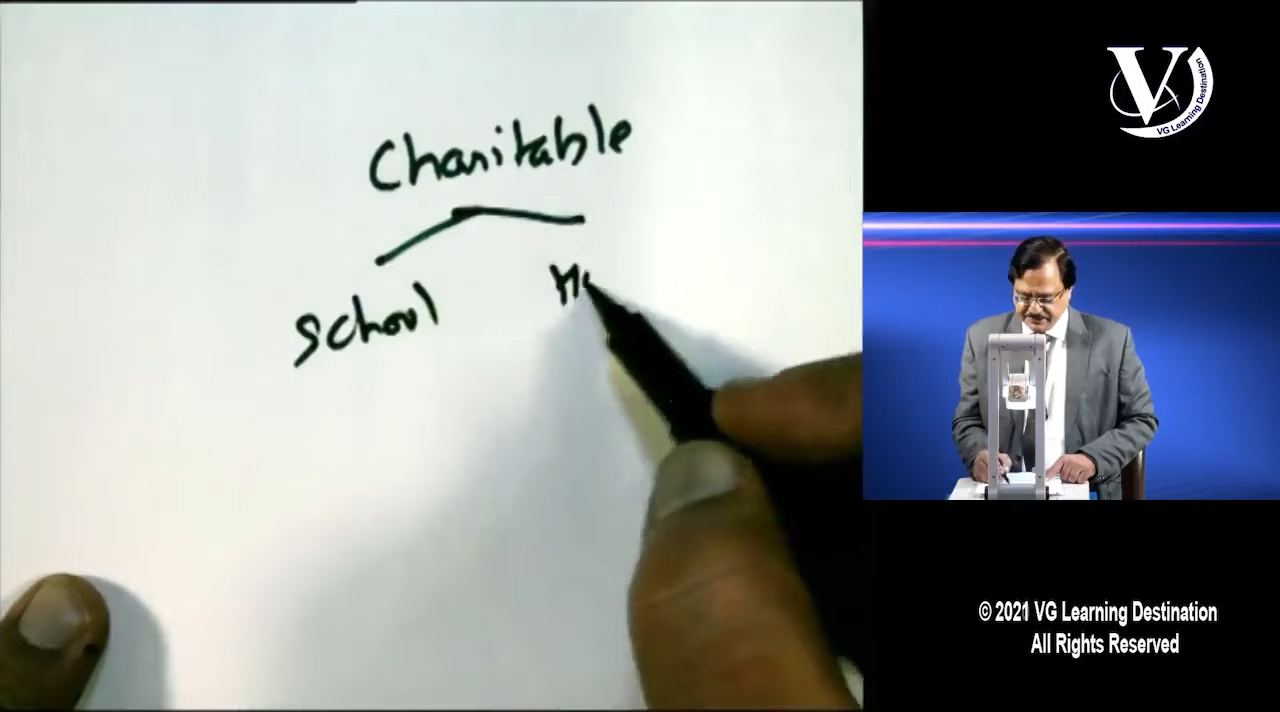 Charitable
School
V
VG Learning Destination
© 2021 VG Learning Destination
All Rights Reserved